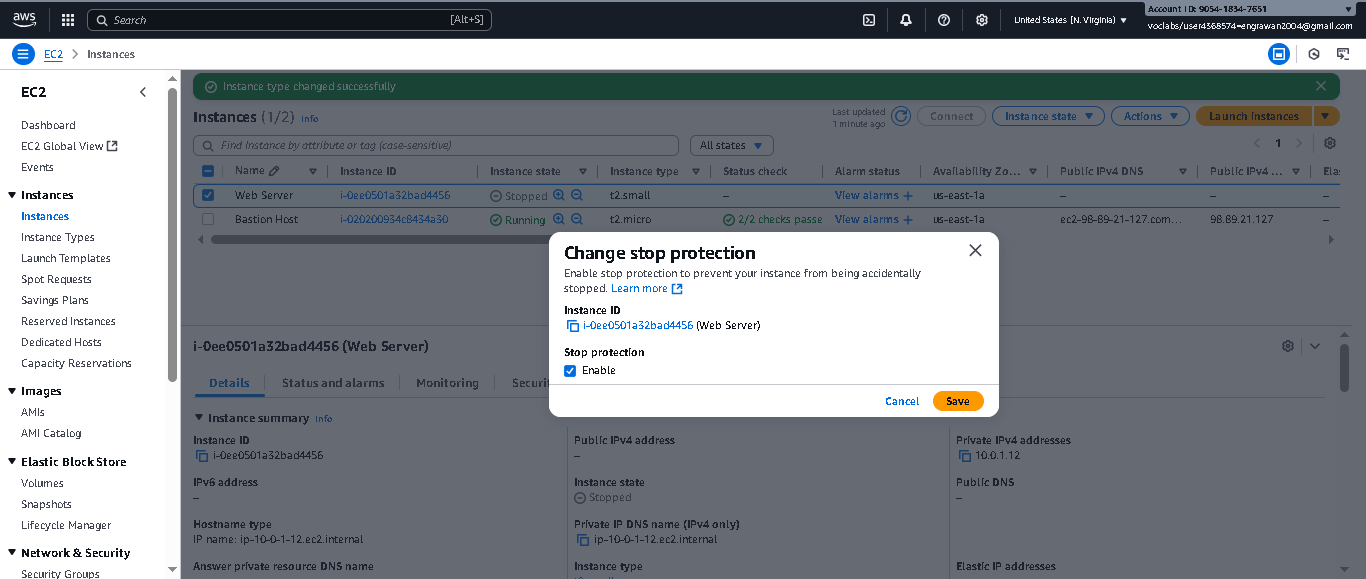 aws
Search [Alt+S]
United States (N. Virginia)
Account ID: 9054-1834-7651
voclabs/user4368574=engrawan2004@gmail.com
EC2 > Instances
EC2
Dashboard
EC2 Global View
Events
Instances
Instances
Instance Types
Launch Templates
Spot Requests
Savings Plans
Reserved Instances
Dedicated Hosts
Capacity Reservations
Images
AMIs
AMI Catalog
Elastic Block Store
Volumes
Snapshots
Lifecycle Manager
Network & Security
Security Groups
Instance type changed successfully
Instances (1/2) Info
Last updated
1 minute ago
Connect
Instance state
Actions
Launch instances
Find Instance by attribute or tag (case-sensitive)
All states
1
Name Instance ID Instance state Instance type Status check Alarm status Availability Zo... Public IPv4 DNS Public IPv4 ... Elas
Web Server i-0ee0501a32bad4456 Stopped t2.small – View alarms + us-east-1a – – –
Bastion Host i-020200934c8434a30 Running t2.micro 2/2 checks passe View alarms + us-east-1a ec2-98-89-21-127.com... 98.89.21.127 –
Change stop protection
Enable stop protection to prevent your instance from being accidentally
stopped. Learn more
Instance ID
i-0ee0501a32bad4456 (Web Server)
Stop protection
Enable
Cancel Save
i-0ee0501a32bad4456 (Web Server)
Details Status and alarms Monitoring Securi
Instance summary Info
Instance ID
i-0ee0501a32bad4456
Public IPv4 address
–
Private IPv4 addresses
10.0.1.12
IPv6 address
–
Instance state
Stopped
Public DNS
–
Hostname type
IP name: ip-10-0-1-12.ec2.internal
Private IP DNS name (IPv4 only)
ip-10-0-1-12.ec2.internal
Answer private resource DNS name
Instance type
Elastic IP addresses